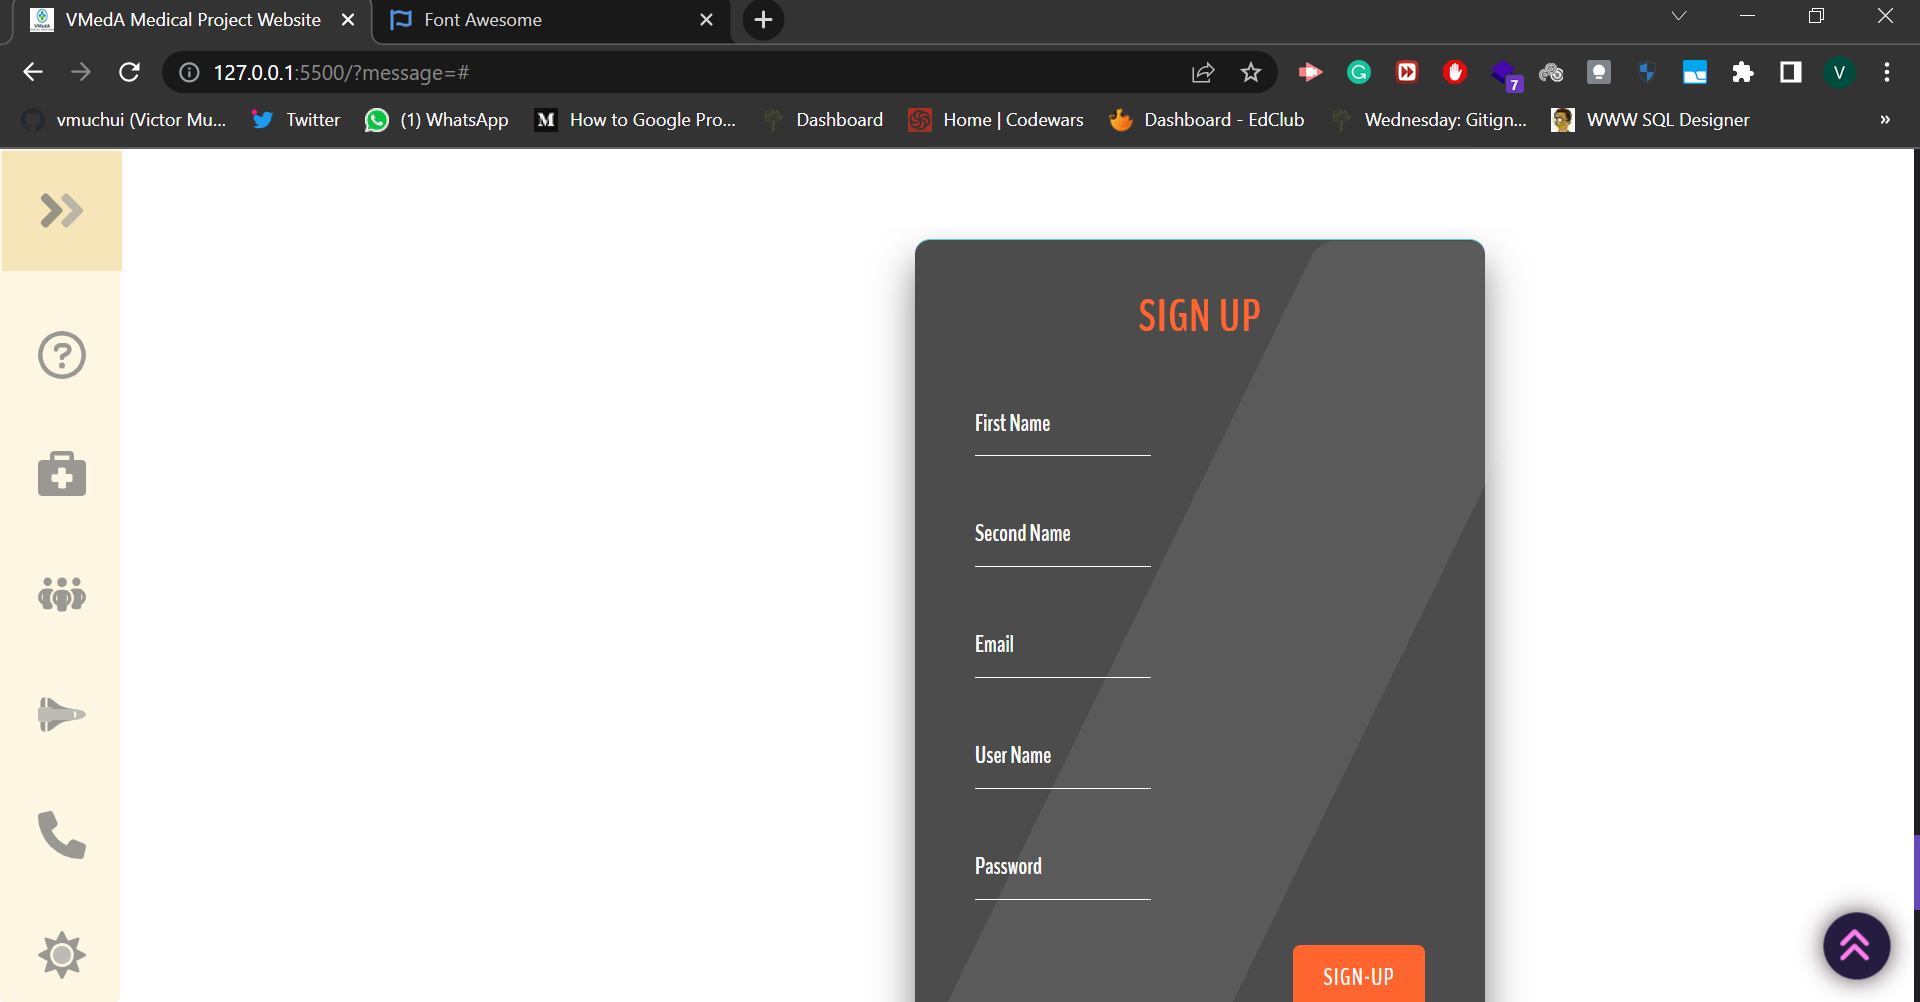 VMedA Medical Project Website
Font Awesome
127.0.0.1:5500/?message=#
7
V
vmuchui (Victor Mu...
Twitter
(1) WhatsApp
M
How to Google Pro...
Dashboard
Home | Codewars
Dashboard - EdClub
Wednesday: Gitign...
WWW SQL Designer
»
SIGN UP
First Name
Second Name
Email
User Name
Password
SIGN-UP